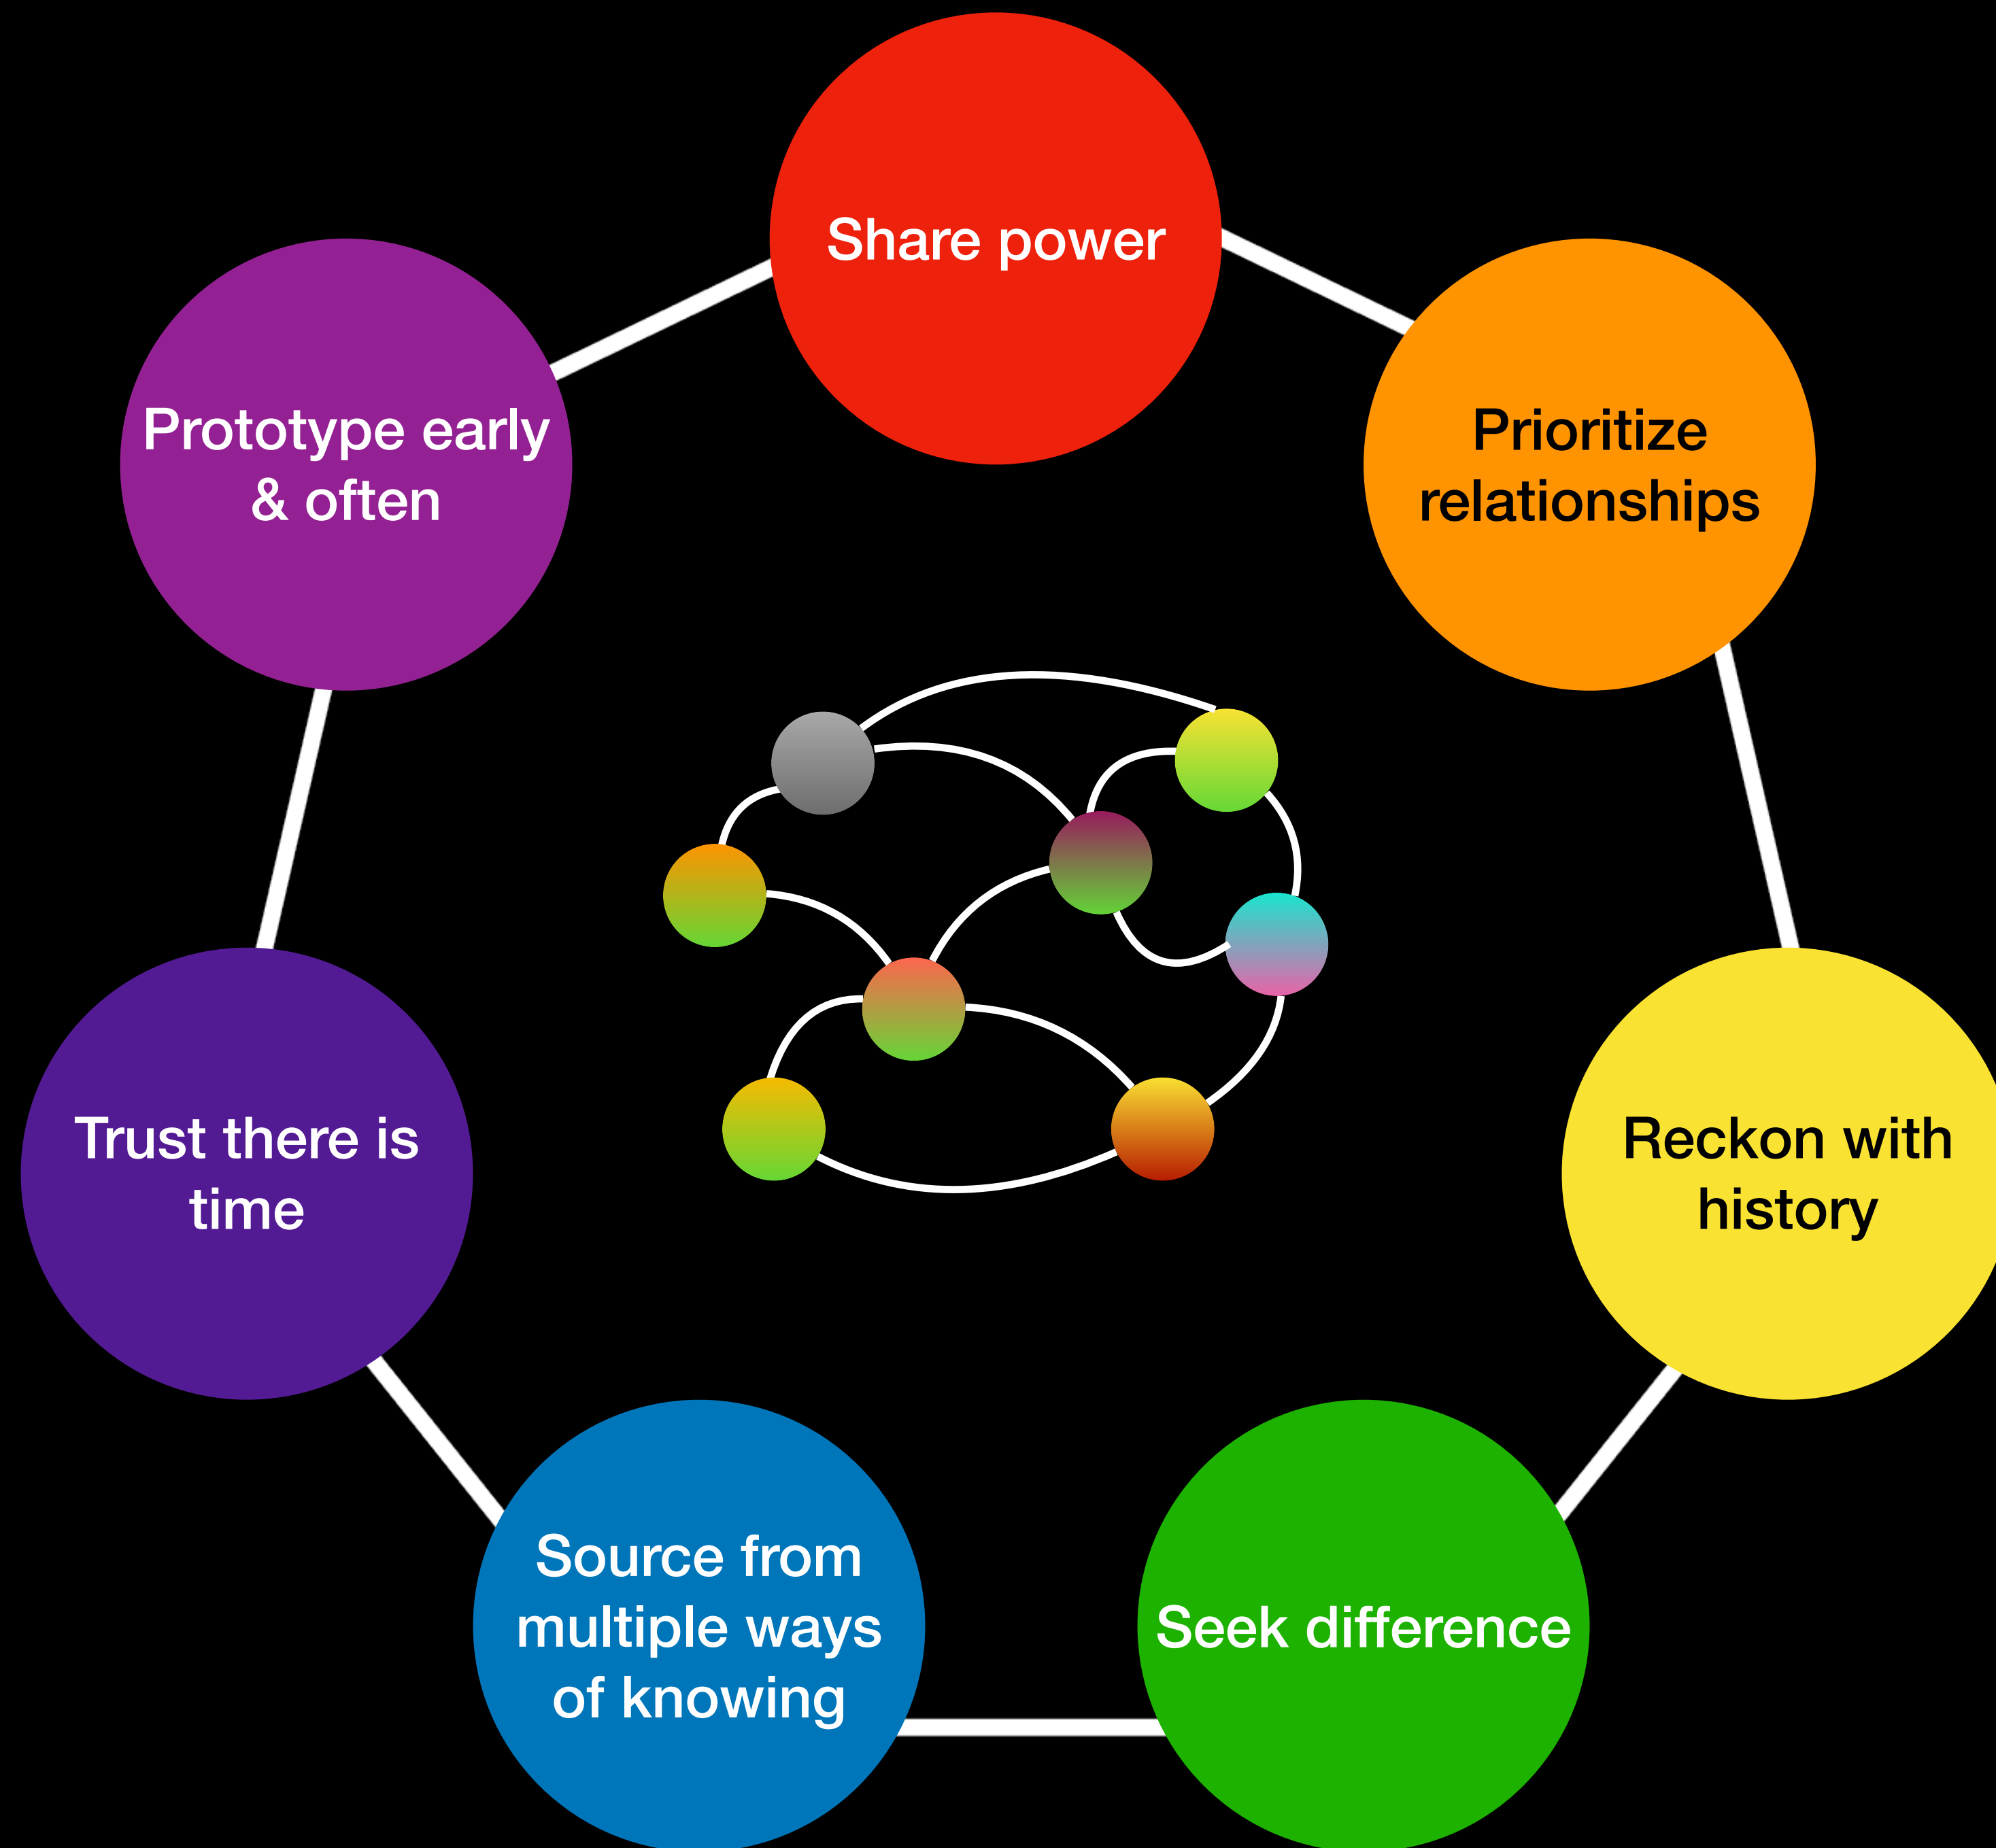 Share power
Prioritize
relationships
Reckon with
history
Seek difference
Source from
multiple ways
of knowing
Trust there is
time
Prototype early
& often